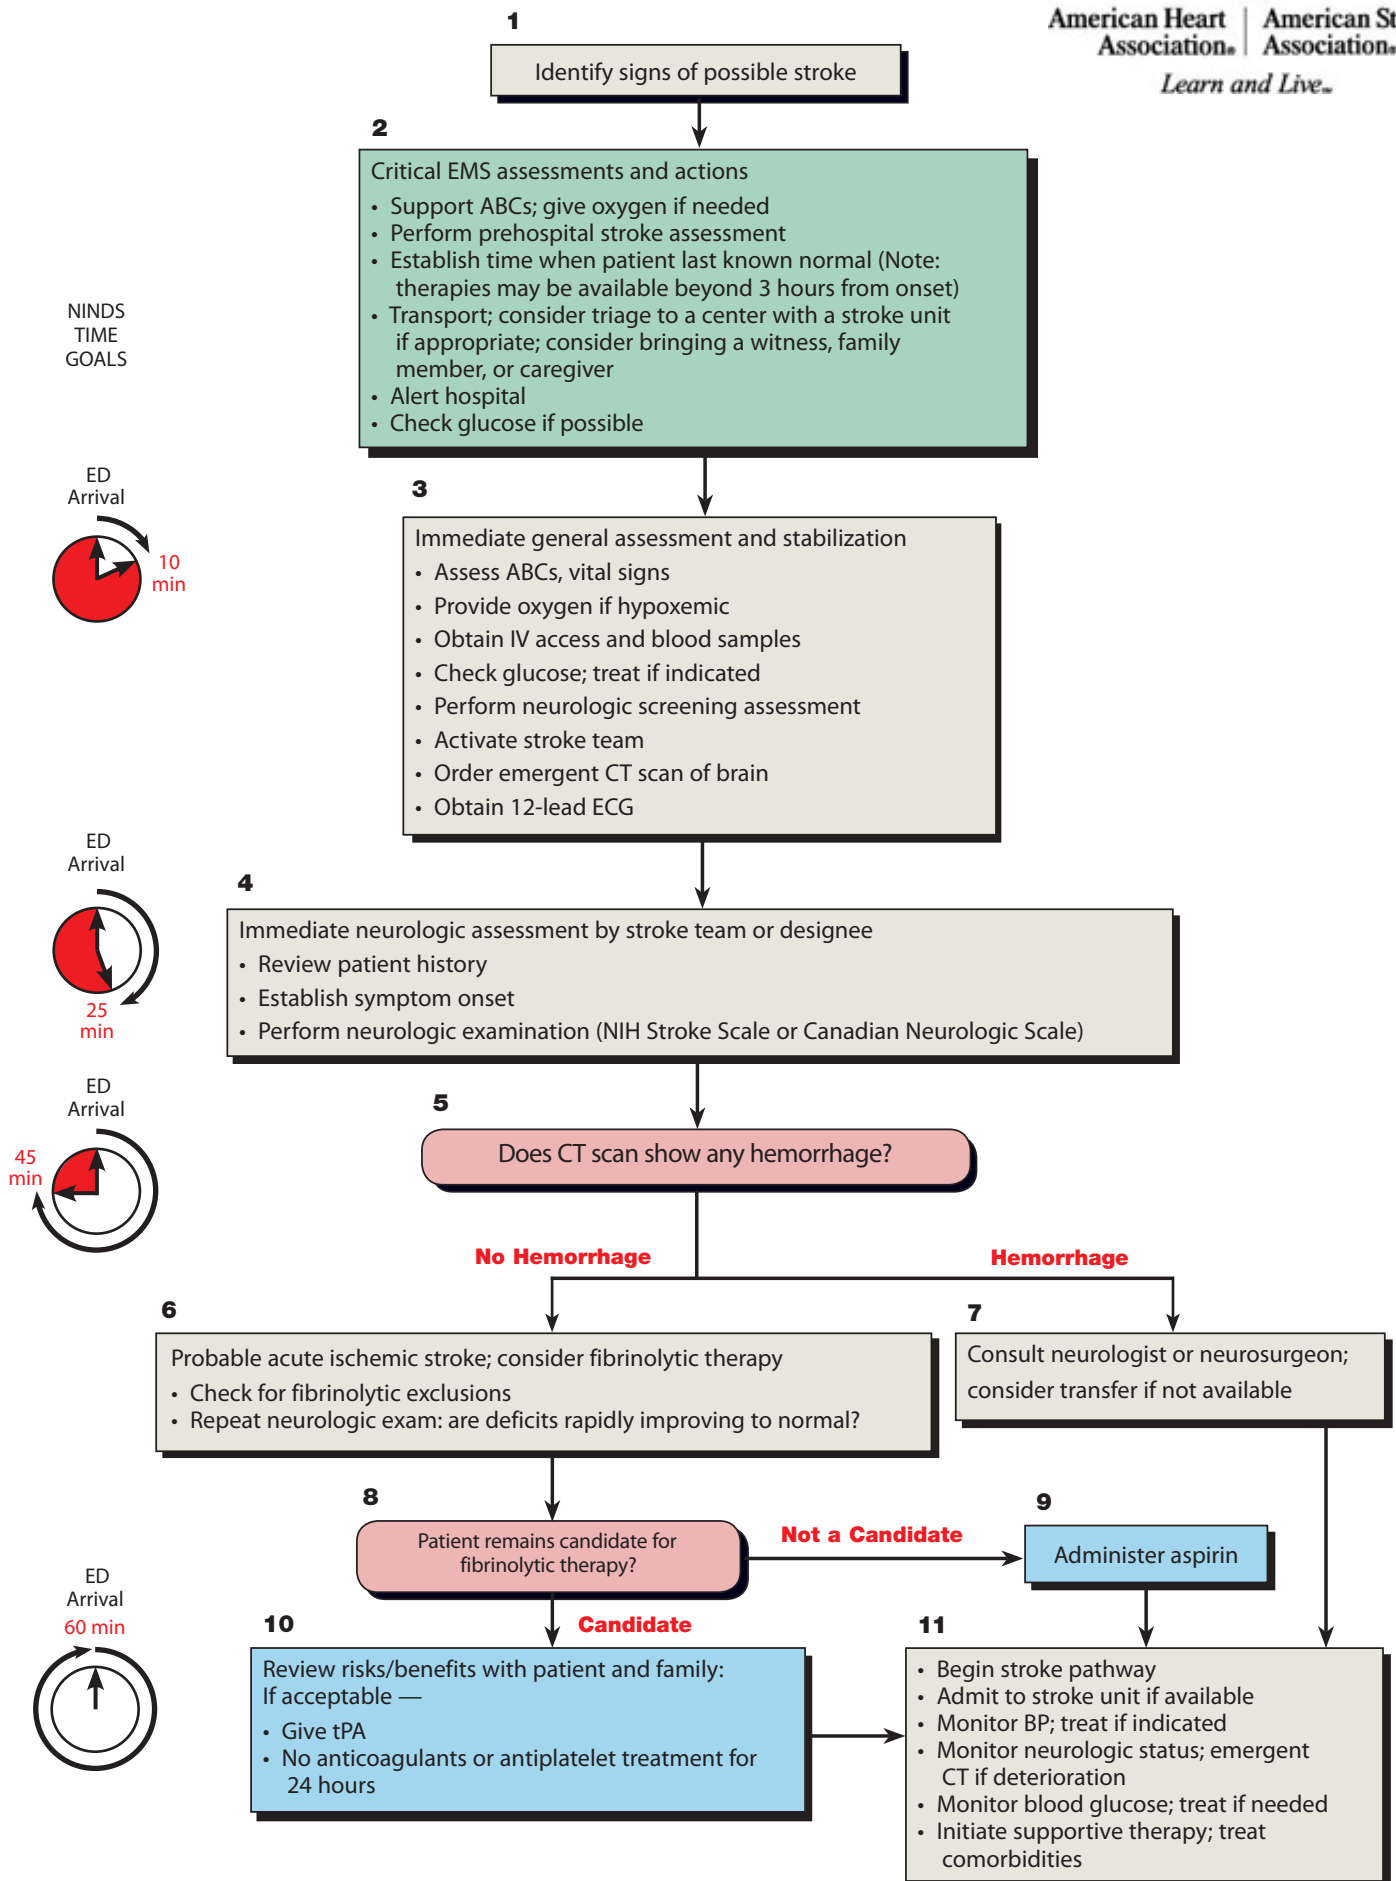 American Heart
Association®
American St
Association®
Learn and Live℠
1
Identify signs of possible stroke
2
Critical EMS assessments and actions
• Support ABCs; give oxygen if needed
• Perform prehospital stroke assessment
• Establish time when patient last known normal (Note:
therapies may be available beyond 3 hours from onset)
• Transport; consider triage to a center with a stroke unit
if appropriate; consider bringing a witness, family
member, or caregiver
• Alert hospital
• Check glucose if possible
NINDS
TIME
GOALS
ED
Arrival
10
min
3
Immediate general assessment and stabilization
• Assess ABCs, vital signs
• Provide oxygen if hypoxemic
• Obtain IV access and blood samples
• Check glucose; treat if indicated
• Perform neurologic screening assessment
• Activate stroke team
• Order emergent CT scan of brain
• Obtain 12-lead ECG
ED
Arrival
25
min
4
Immediate neurologic assessment by stroke team or designee
• Review patient history
• Establish symptom onset
• Perform neurologic examination (NIH Stroke Scale or Canadian Neurologic Scale)
ED
Arrival
45
min
5
Does CT scan show any hemorrhage?
No Hemorrhage
Hemorrhage
6
Probable acute ischemic stroke; consider fibrinolytic therapy
• Check for fibrinolytic exclusions
• Repeat neurologic exam: are deficits rapidly improving to normal?
7
Consult neurologist or neurosurgeon;
consider transfer if not available
8
Patient remains candidate for
fibrinolytic therapy?
Not a Candidate
9
Administer aspirin
Candidate
ED
Arrival
60 min
10
Review risks/benefits with patient and family:
If acceptable —
• Give tPA
• No anticoagulants or antiplatelet treatment for
24 hours
11
• Begin stroke pathway
• Admit to stroke unit if available
• Monitor BP; treat if indicated
• Monitor neurologic status; emergent
CT if deterioration
• Monitor blood glucose; treat if needed
• Initiate supportive therapy; treat
comorbidities